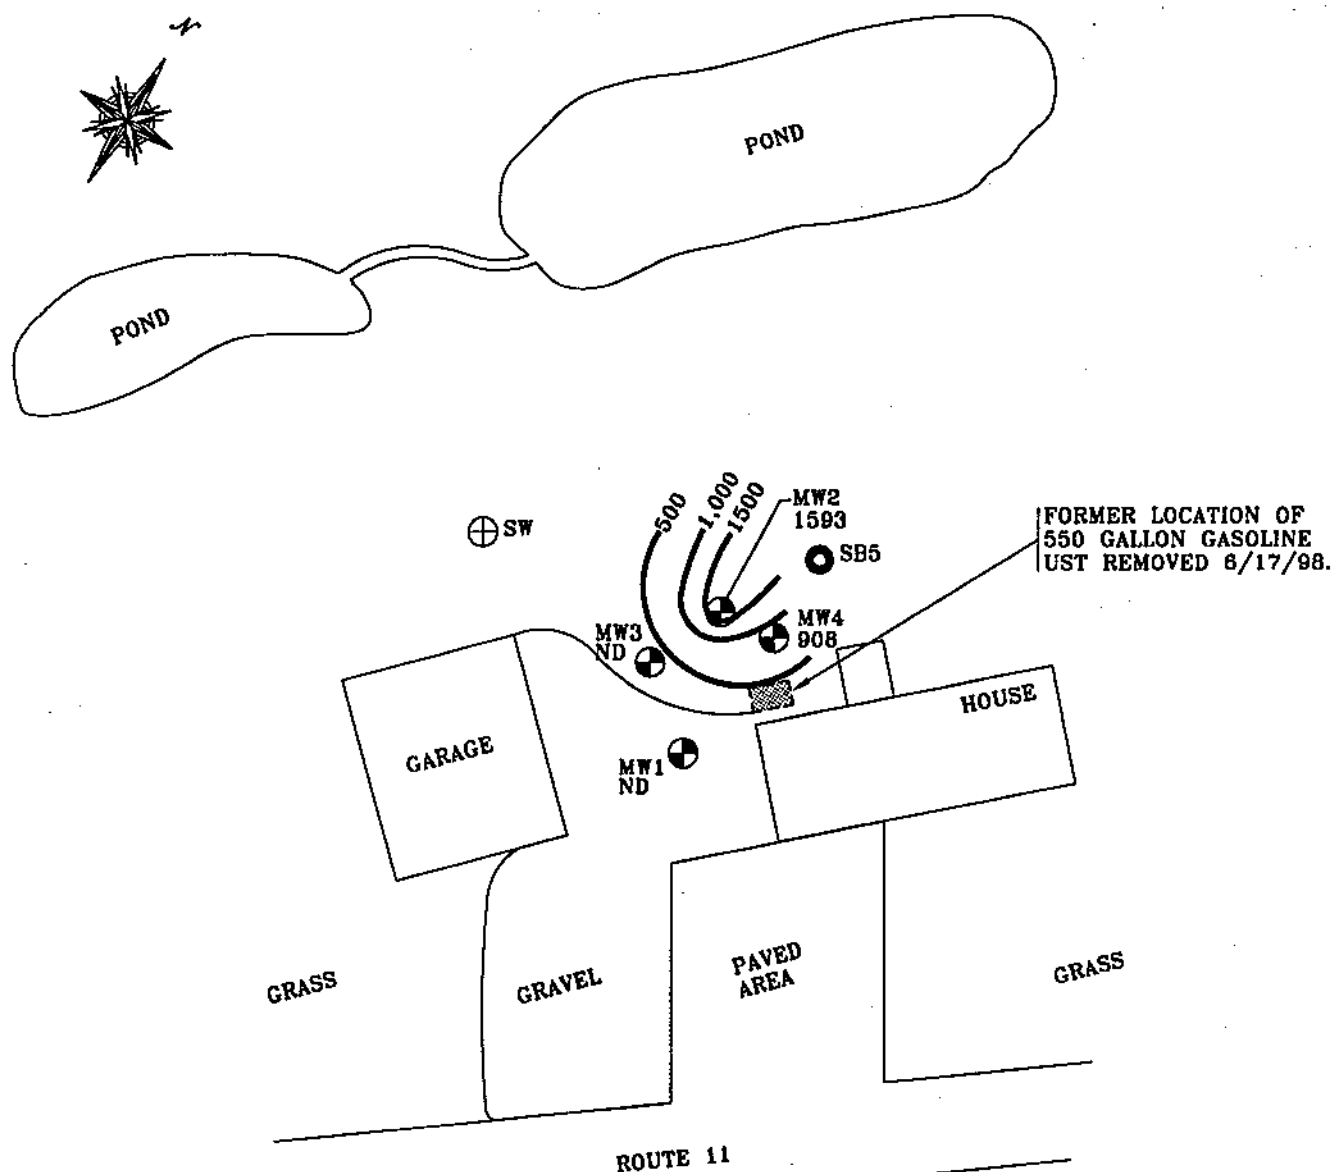 N
POND
POND
500
1,000
1500
MW2
1593
SW
SB5
FORMER LOCATION OF
550 GALLON GASOLINE
UST REMOVED 6/17/98.
MW3
ND
MW4
908
HOUSE
GARAGE
MW1
ND
GRASS
GRAVEL
PAVED
AREA
GRASS
ROUTE 11